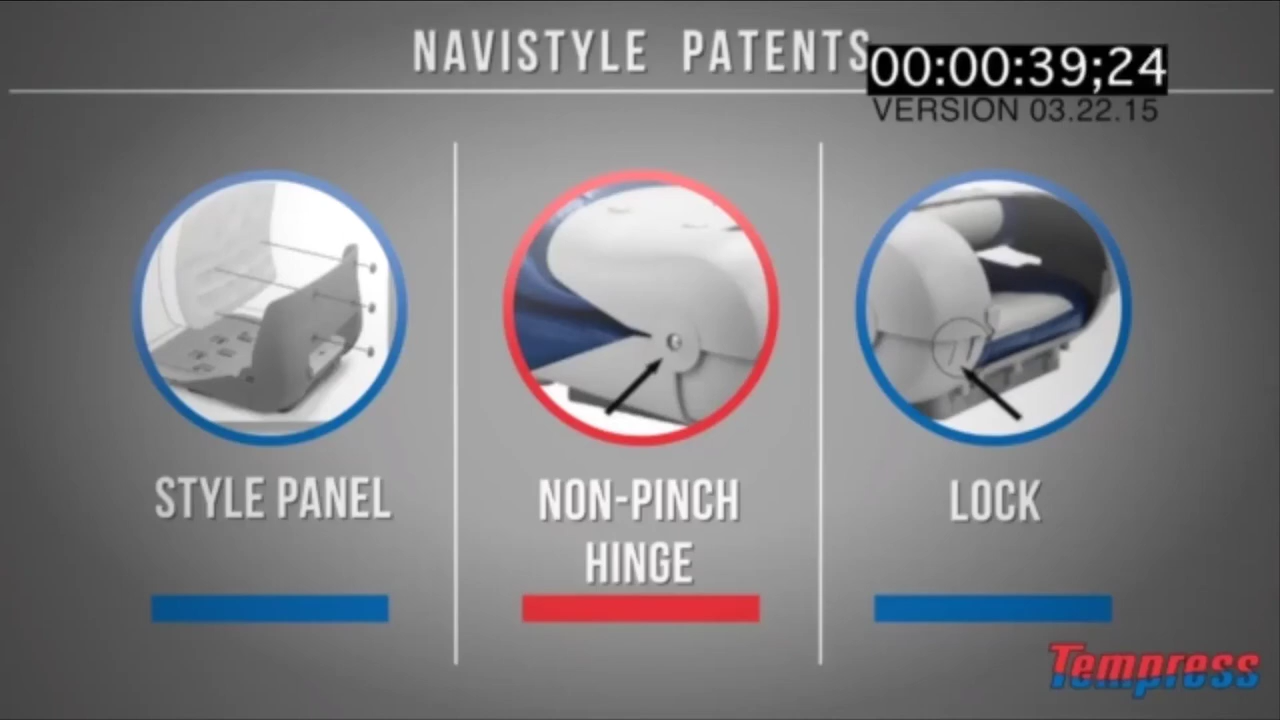 NAVISTYLE PATENTS
00:00:39;24
VERSION 03.22.15
STYLE PANEL
NON-PINCH
HINGE
LOCK
Tempress